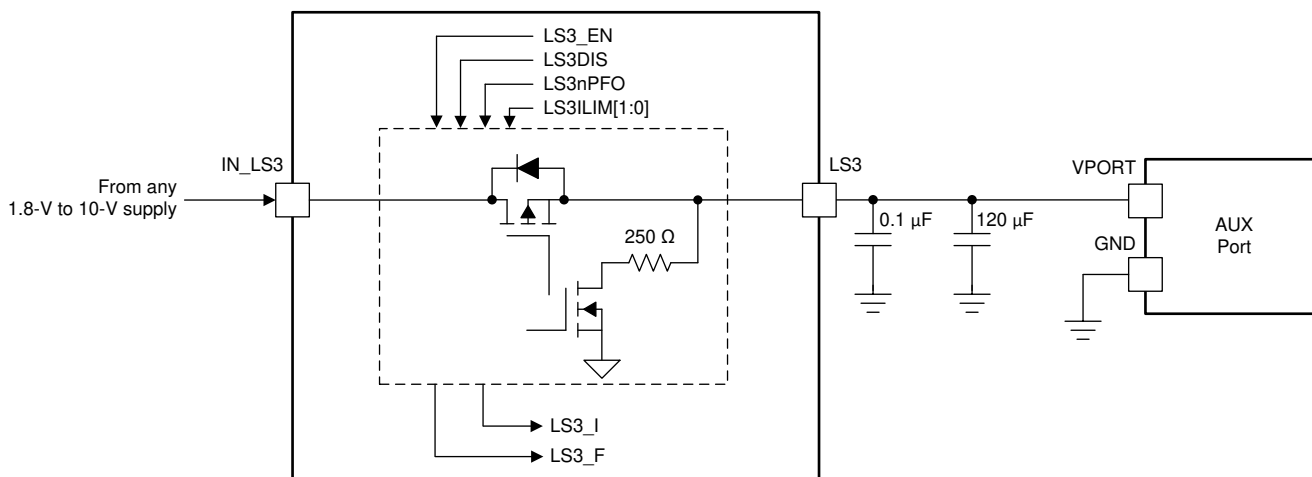 LS3_EN
LS3DIS
LS3nPFO
LS3ILIM[1:0]
IN_LS3
LS3
VPORT
From any
1.8-V to 10-V supply
0.1 µF
120 µF
AUX
Port
250 Ω
GND
LS3_I
LS3_F